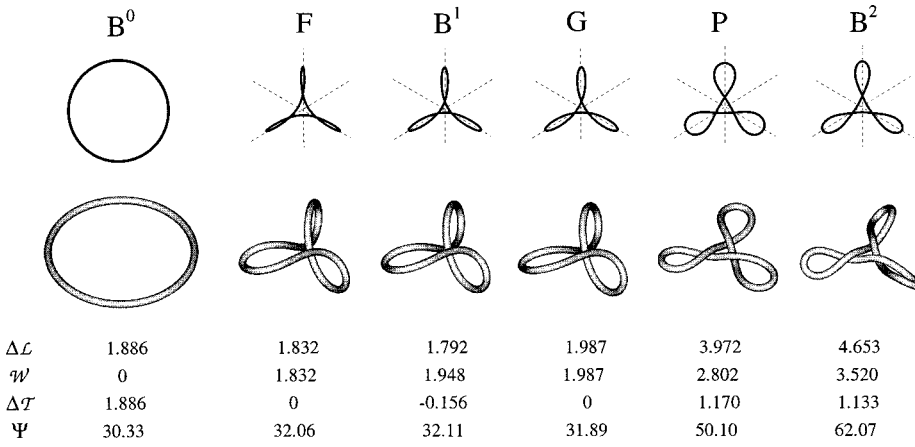 B⁰ F B¹ G P B²
Δℒ 1.886 1.832 1.792 1.987 3.972 4.653
𝒲 0 1.832 1.948 1.987 2.802 3.520
Δ𝒯 1.886 0 -0.156 0 1.170 1.133
Ψ 30.33 32.06 32.11 31.89 50.10 62.07